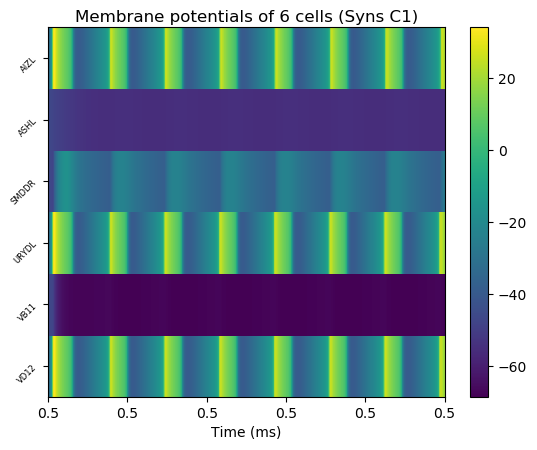 Membrane potentials of 6 cells (Syns C1)
AIZL
ASHL
SMDDR
URYDL
VB11
VD12
20
0
−20
−40
−60
0.5 0.5 0.5 0.5 0.5 0.5
Time (ms)